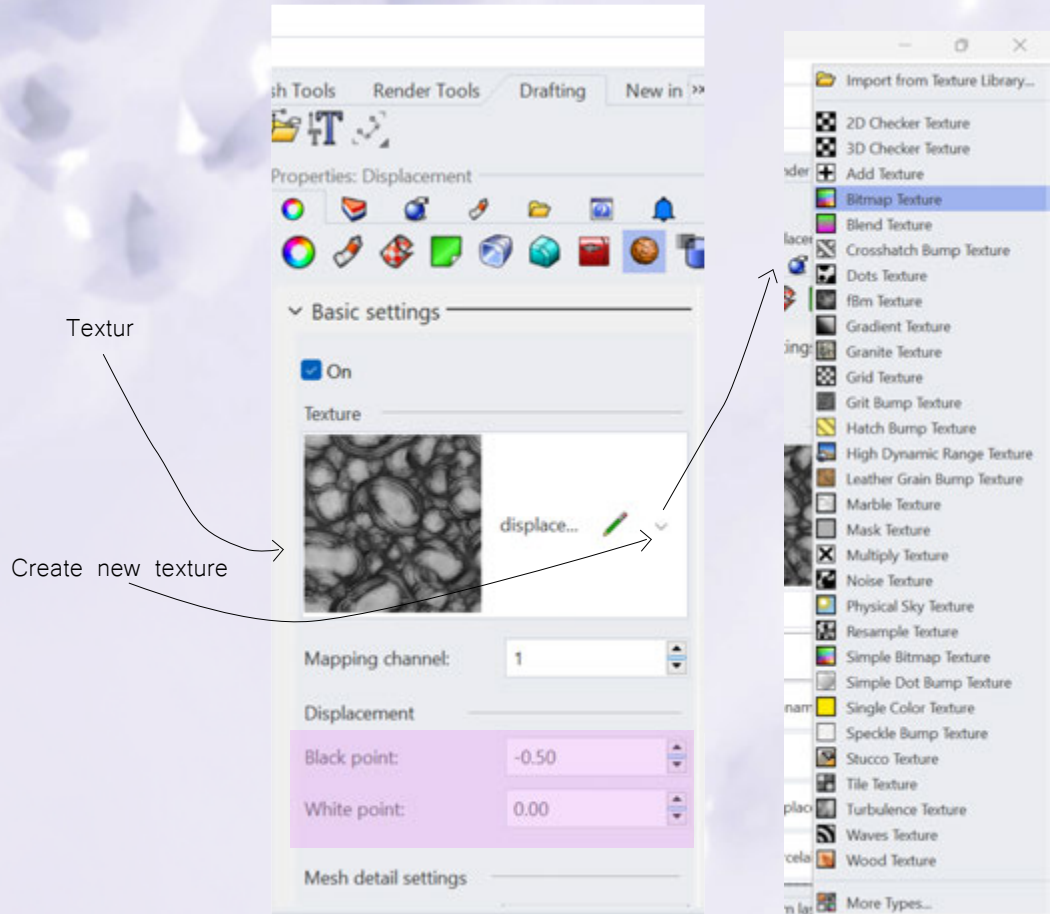 Textur
Create new texture
sh Tools Render Tools Drafting New in
Properties: Displacement
Basic settings
On
Texture
displace...
Mapping channel: 1
Displacement
Black point: -0.50
White point: 0.00
Mesh detail settings
Import from Texture Library...
2D Checker Texture
3D Checker Texture
Add Texture
Bitmap Texture
Blend Texture
Crosshatch Bump Texture
Dots Texture
fBm Texture
Gradient Texture
Granite Texture
Grid Texture
Grit Bump Texture
Hatch Bump Texture
High Dynamic Range Texture
Leather Grain Bump Texture
Marble Texture
Mask Texture
Multiply Texture
Noise Texture
Physical Sky Texture
Resample Texture
Simple Bitmap Texture
Simple Dot Bump Texture
Single Color Texture
Speckle Bump Texture
Stucco Texture
Tile Texture
Turbulence Texture
Waves Texture
Wood Texture
More Types...